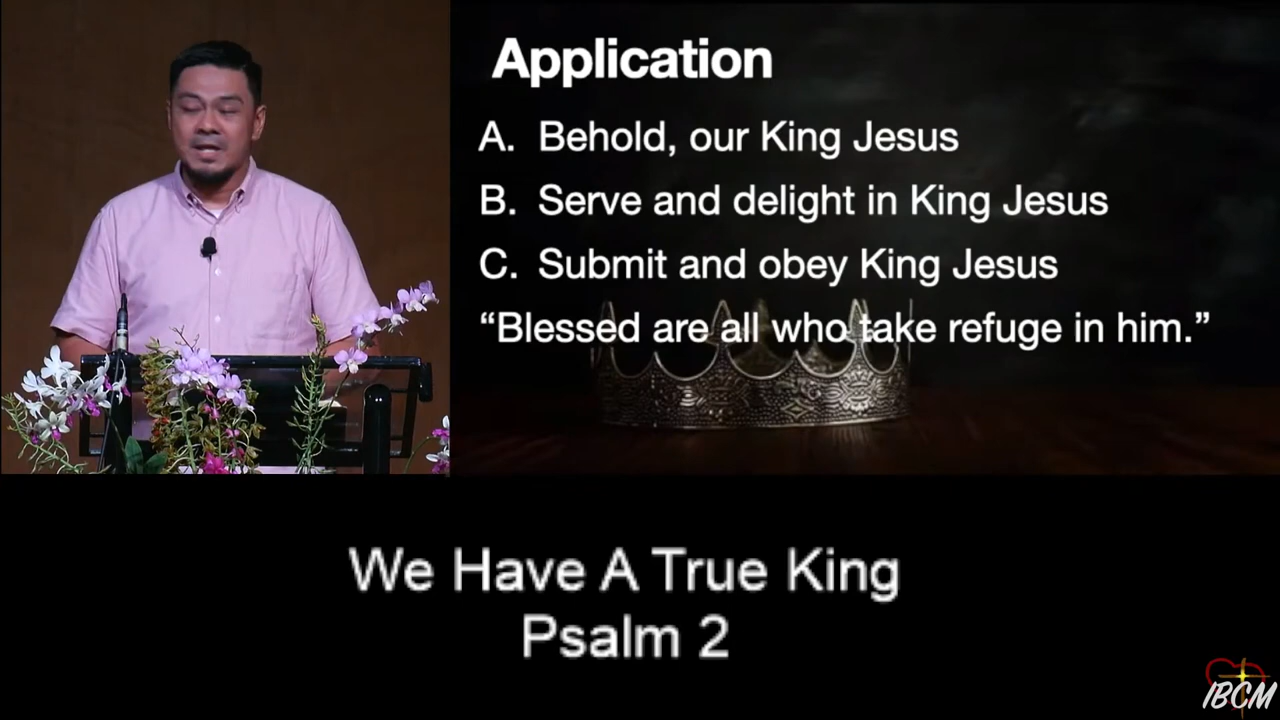 Application
A. Behold, our King Jesus
B. Serve and delight in King Jesus
C. Submit and obey King Jesus
“Blessed are all who take refuge in him.”
We Have A True King
Psalm 2
IBCM